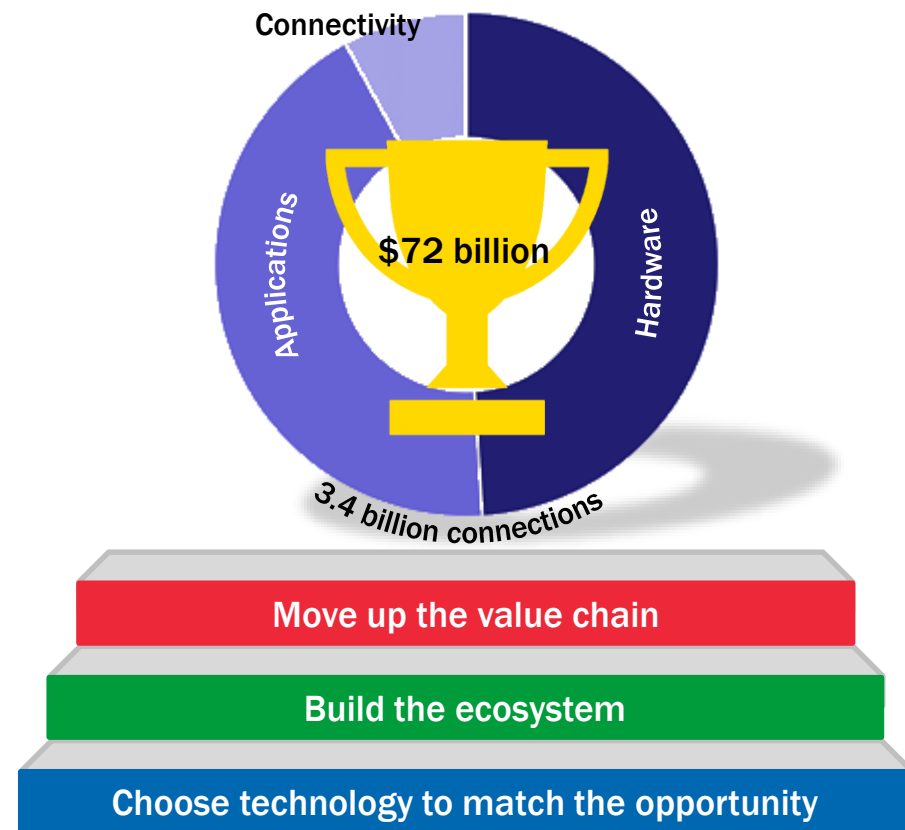 Connectivity
Applications
$72 billion
Hardware
3.4 billion connections
Move up the value chain
Build the ecosystem
Choose technology to match the opportunity